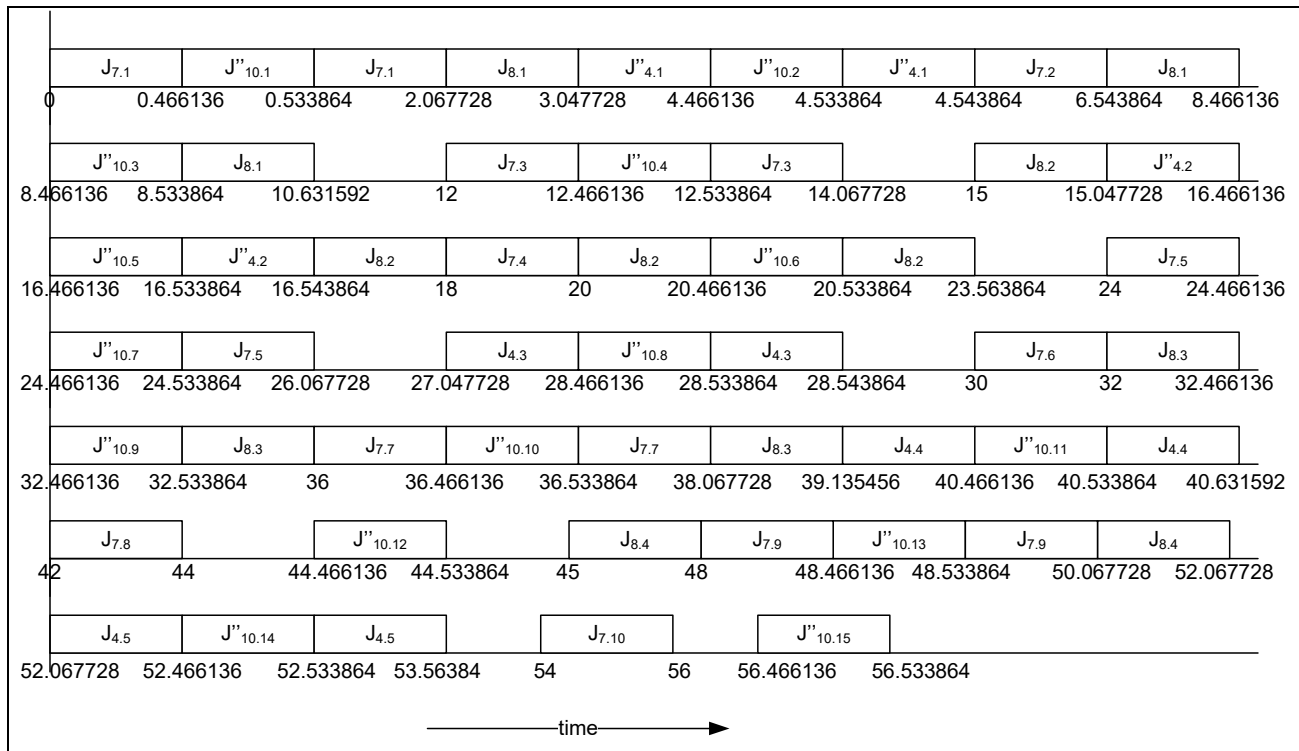 J7.1 J''10.1 J7.1 J8.1 J''4.1 J''10.2 J''4.1 J7.2 J8.1
0 0.466136 0.533864 2.067728 3.047728 4.466136 4.533864 4.543864 6.543864 8.466136
J''10.3 J8.1 J7.3 J''10.4 J7.3 J8.2 J''4.2
8.466136 8.533864 10.631592 12 12.466136 12.533864 14.067728 15 15.047728 16.466136
J''10.5 J''4.2 J8.2 J7.4 J8.2 J''10.6 J8.2 J7.5
16.466136 16.533864 16.543864 18 20 20.466136 20.533864 23.563864 24 24.466136
J''10.7 J7.5 J4.3 J''10.8 J4.3 J7.6 J8.3
24.466136 24.533864 26.067728 27.047728 28.466136 28.533864 28.543864 30 32 32.466136
J''10.9 J8.3 J7.7 J''10.10 J7.7 J8.3 J4.4 J''10.11 J4.4
32.466136 32.533864 36 36.466136 36.533864 38.067728 39.135456 40.466136 40.533864 40.631592
J7.8 J''10.12 J8.4 J7.9 J''10.13 J7.9 J8.4
42 44 44.466136 44.533864 45 48 48.466136 48.533864 50.067728 52.067728
J4.5 J''10.14 J4.5 J7.10 J''10.15
52.067728 52.466136 52.533864 53.56384 54 56 56.466136 56.533864
time